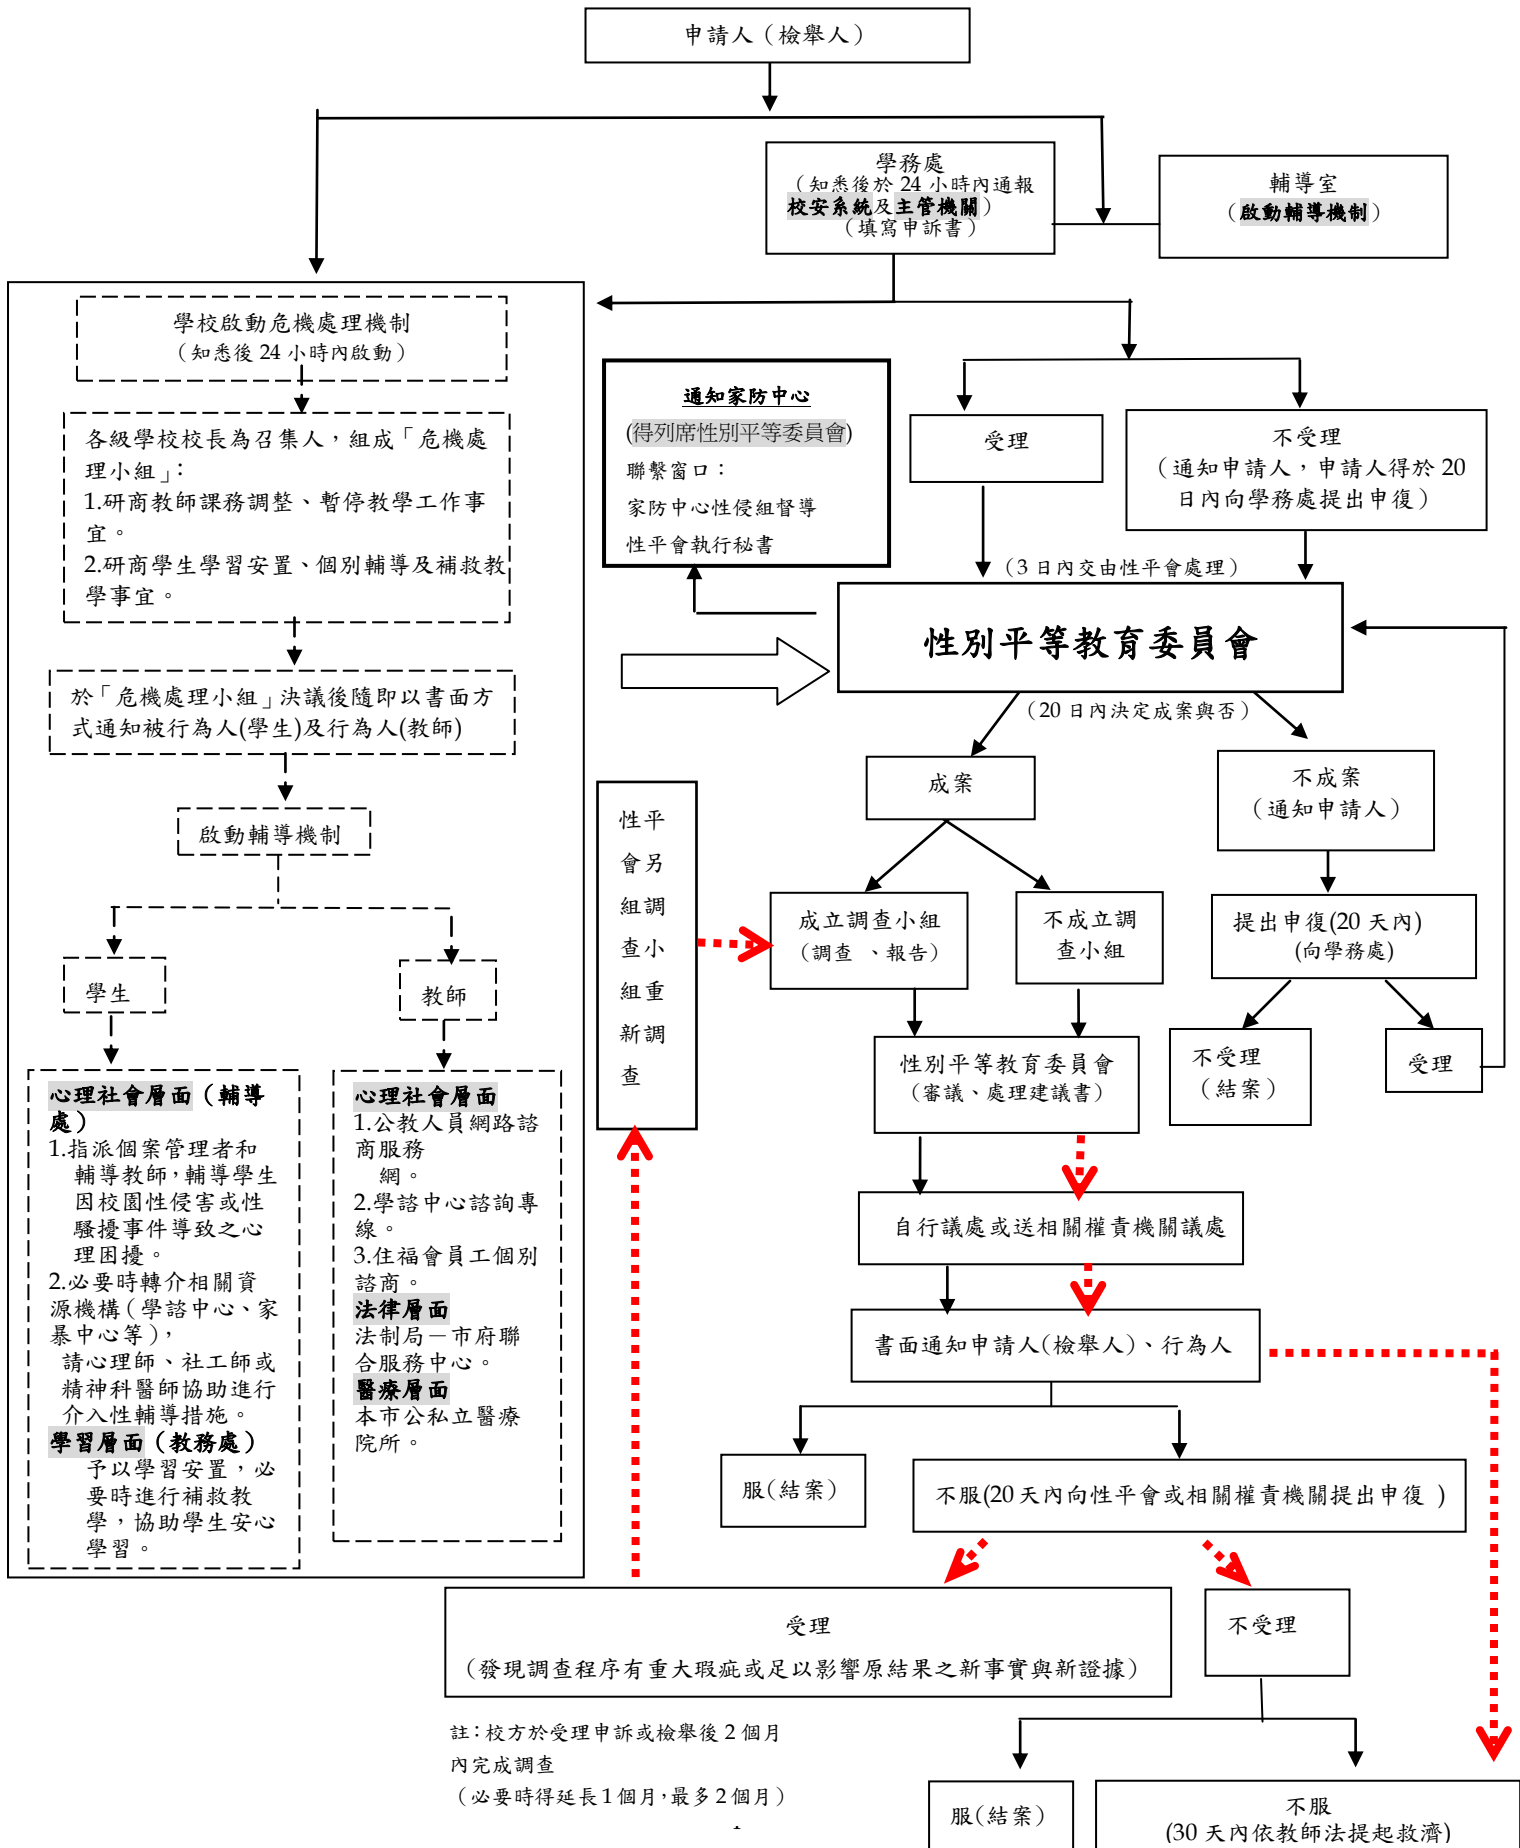 申請人（檢舉人）
學務處
（知悉後於 24 小時內通報
校安系統及主管機關）
（填寫申訴書）
輔導室
（啟動輔導機制）
學校啟動危機處理機制
（知悉後 24 小時內啟動）
各級學校校長為召集人，組成「危機處
理小組」：
1.研商教師課務調整、暫停教學工作事
宜。
2.研商學生學習安置、個別輔導及補救教
學事宜。
於「危機處理小組」決議後隨即以書面方
式通知被行為人(學生)及行為人(教師)
啟動輔導機制
學生
教師
心理社會層面（輔導
處）
1.指派個案管理者和
輔導教師，輔導學生
因校園性侵害或性
騷擾事件導致之心
理困擾。
2.必要時轉介相關資
源機構（學諮中心、家
暴中心等），
請心理師、社工師或
精神科醫師協助進行
介入性輔導措施。
學習層面（教務處）
予以學習安置，必
要時進行補救教
學，協助學生安心
學習。
心理社會層面
1.公教人員網路諮
商服務
網。
2.學諮中心諮詢專
線。
3.住福會員工個別
諮商。
法律層面
法制局－市府聯
合服務中心。
醫療層面
本市公私立醫療
院所。
通知家防中心
(得列席性別平等委員會)
聯繫窗口：
家防中心性侵組督導
性平會執行秘書
受理
不受理
（通知申請人，申請人得於 20
日內向學務處提出申復）
（3 日內交由性平會處理）
性別平等教育委員會
（20 日內決定成案與否）
成案
不成案
（通知申請人）
性平
會另
組調
查小
組重
新調
查
成立調查小組
（調查 、報告）
不成立調
查小組
提出申復(20 天內)
(向學務處)
不受理
（結案）
受理
性別平等教育委員會
（審議、處理建議書）
自行議處或送相關權責機關議處
書面通知申請人(檢舉人)、行為人
服(結案）
不服(20 天內向性平會或相關權責機關提出申復 )
受理
（發現調查程序有重大瑕疵或足以影響原結果之新事實與新證據）
不受理
註：校方於受理申訴或檢舉後 2 個月
內完成調查
（必要時得延長 1 個月，最多 2 個月）
服(結案）
不服
(30 天內依教師法提起救濟)